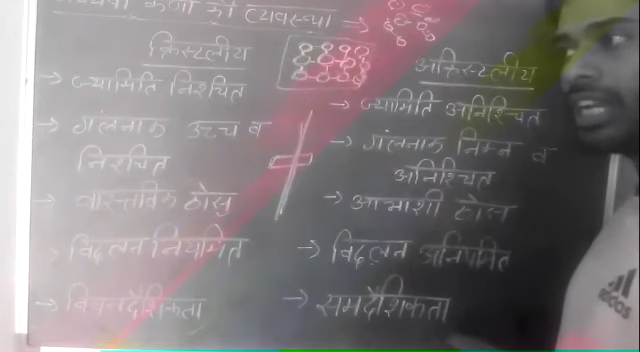 कणों की व्यवस्था →
क्रिस्टलीय
→ ज्यामिति निश्चित
→ गलनांक उच्च व
निश्चित
→ वास्तविक ठोस
→ विदलन नियमित
→ विषमदैशिकता
अक्रिस्टलीय
→ ज्यामिति अनिश्चित
→ गलनांक निम्न व
अनिश्चित
→ आभाशी ठोस
→ विदलन अनियमित
→ समदैशिकता